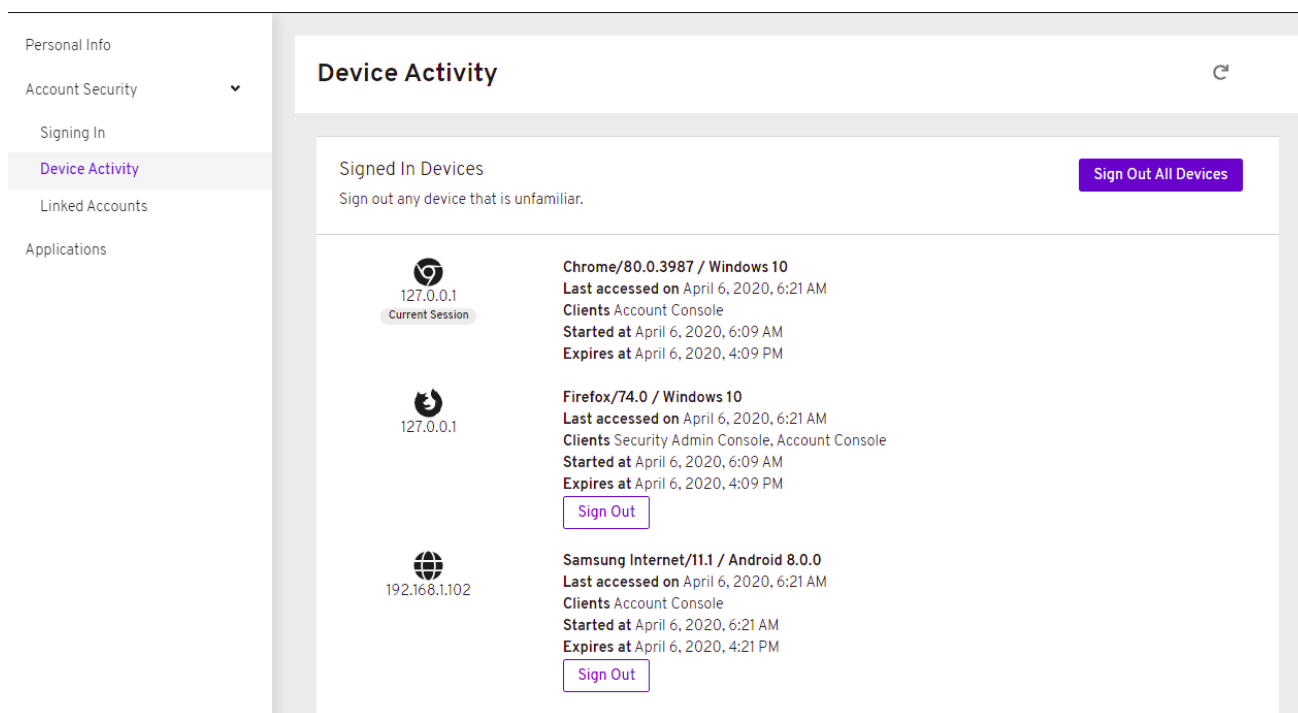 Personal Info
Account Security
Signing In
Device Activity
Linked Accounts
Applications
Device Activity
Signed In Devices
Sign out any device that is unfamiliar.
Sign Out All Devices
127.0.0.1
Current Session
Chrome/80.0.3987 / Windows 10
Last accessed on April 6, 2020, 6:21 AM
Clients Account Console
Started at April 6, 2020, 6:09 AM
Expires at April 6, 2020, 4:09 PM
127.0.0.1
Firefox/74.0 / Windows 10
Last accessed on April 6, 2020, 6:21 AM
Clients Security Admin Console, Account Console
Started at April 6, 2020, 6:09 AM
Expires at April 6, 2020, 4:09 PM
Sign Out
192.168.1.102
Samsung Internet/11.1 / Android 8.0.0
Last accessed on April 6, 2020, 6:21 AM
Clients Account Console
Started at April 6, 2020, 6:21 AM
Expires at April 6, 2020, 4:21 PM
Sign Out